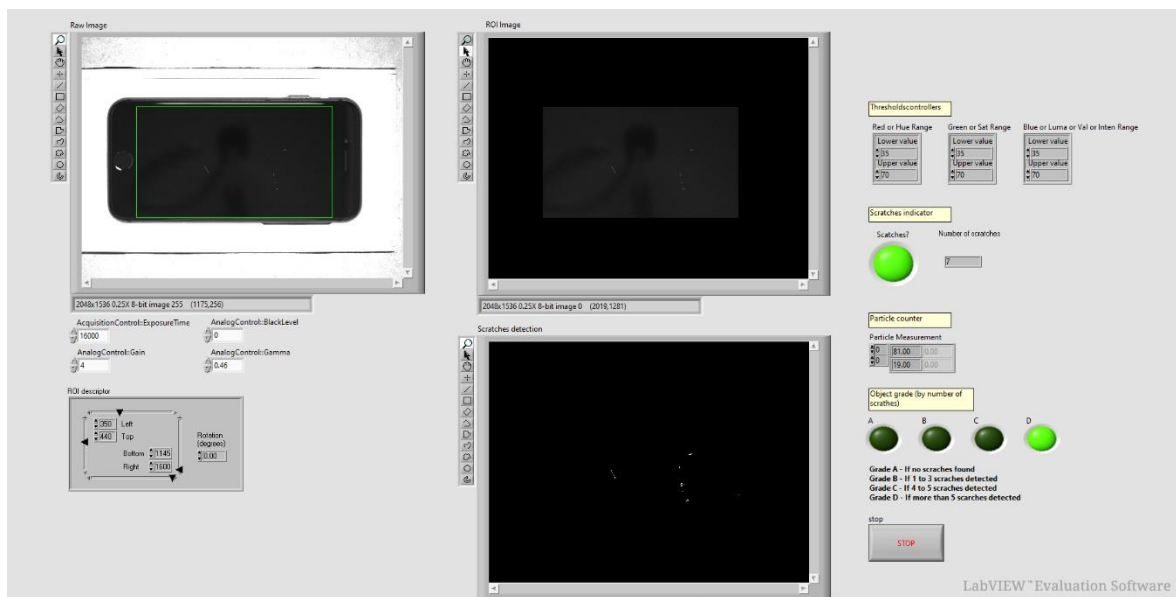 Raw Image
2048x1536 0.25X 8-bit image 255 (1175,256)
AcquisitionControl::ExposureTime
16000
AnalogControl::BlackLevel
0
AnalogControl::Gain
4
AnalogControl::Gamma
0.46
ROI descriptor
350 Left
440 Top
Bottom 1145
Right 1600
Rotation
(degrees)
0.00
ROI Image
2048x1536 0.25X 8-bit image 0 (2019,1281)
Scratches detection
Thresholdscontrollers
Red or Hue Range
Lower value
35
Upper value
70
Green or Sat Range
Lower value
35
Upper value
70
Blue or Luma or Val or Inten Range
Lower value
35
Upper value
70
Scratches indicator
Scatches?
Number of scratches
7
Particle counter
Particle Measurement
0 81.00 0.00
0 19.00 0.00
Object grade (by number of
scrathes)
A B C D
Grade A - If no scraches found
Grade B - If 1 to 3 scraches detected
Grade C - If 4 to 5 scraches detected
Grade D - If more than 5 scarches detected
stop
STOP
LabVIEW™ Evaluation Software